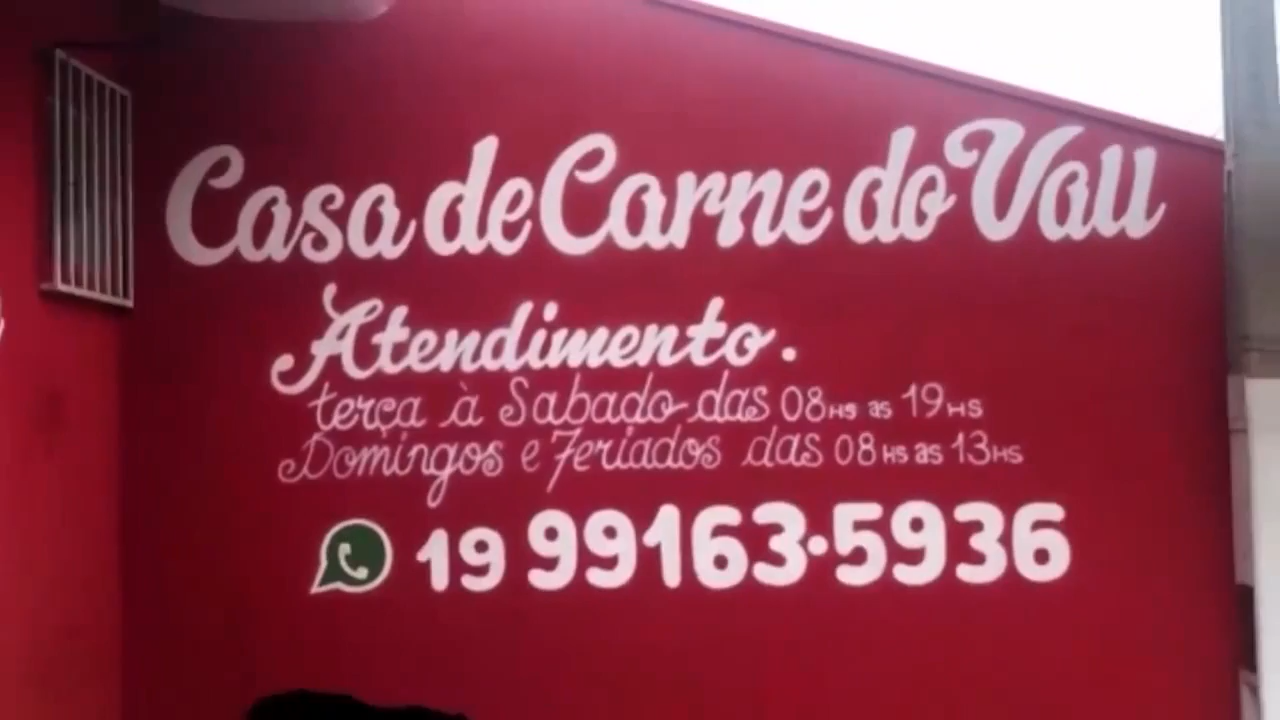 Casa de Carne do Vall
Atendimento.
terça à Sabado das 08HS as 19HS
Domingos e Feriados das 08HS as 13HS
19 99163·5936